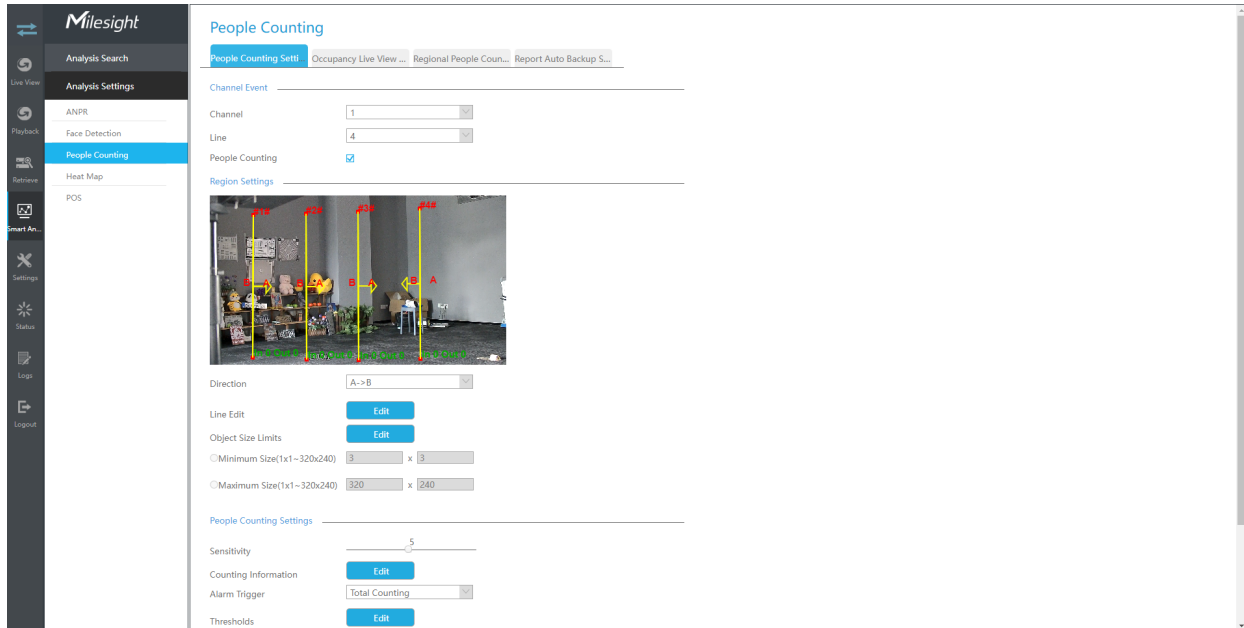 Milesight
Analysis Search
Analysis Settings
ANPR
Face Detection
People Counting
Heat Map
POS
Live View
Playback
Retrieve
Smart An...
Settings
Status
Logs
Logout
People Counting
People Counting Setti... Occupancy Live View ... Regional People Coun... Report Auto Backup S...
Channel Event
Channel 1
Line 4
People Counting
Region Settings
#1# #2# #3# #4#
B A B A B A B A
Direction A->B
Line Edit Edit
Object Size Limits Edit
Minimum Size(1x1~320x240) 3 x 3
Maximum Size(1x1~320x240) 320 x 240
People Counting Settings
Sensitivity 5
Counting Information Edit
Alarm Trigger Total Counting
Thresholds Edit